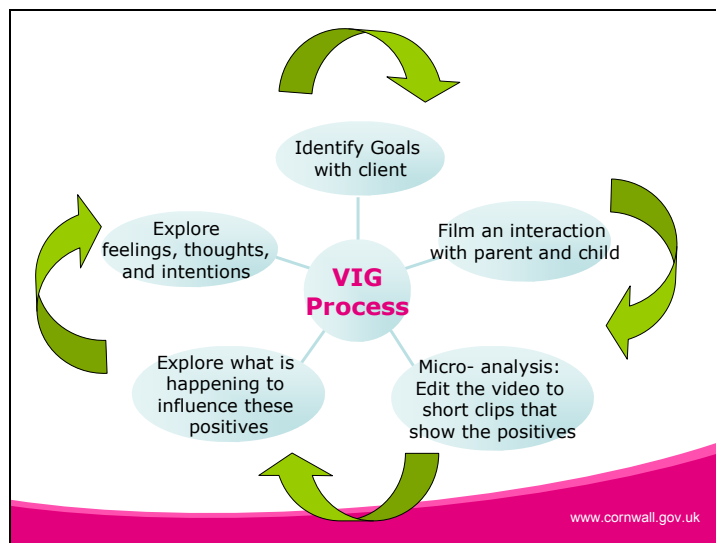 Identify Goals
with client
Film an interaction
with parent and child
Micro- analysis:
Edit the video to
short clips that
show the positives
Explore what is
happening to
influence these
positives
Explore
feelings, thoughts,
and intentions
VIG
Process
www.cornwall.gov.uk